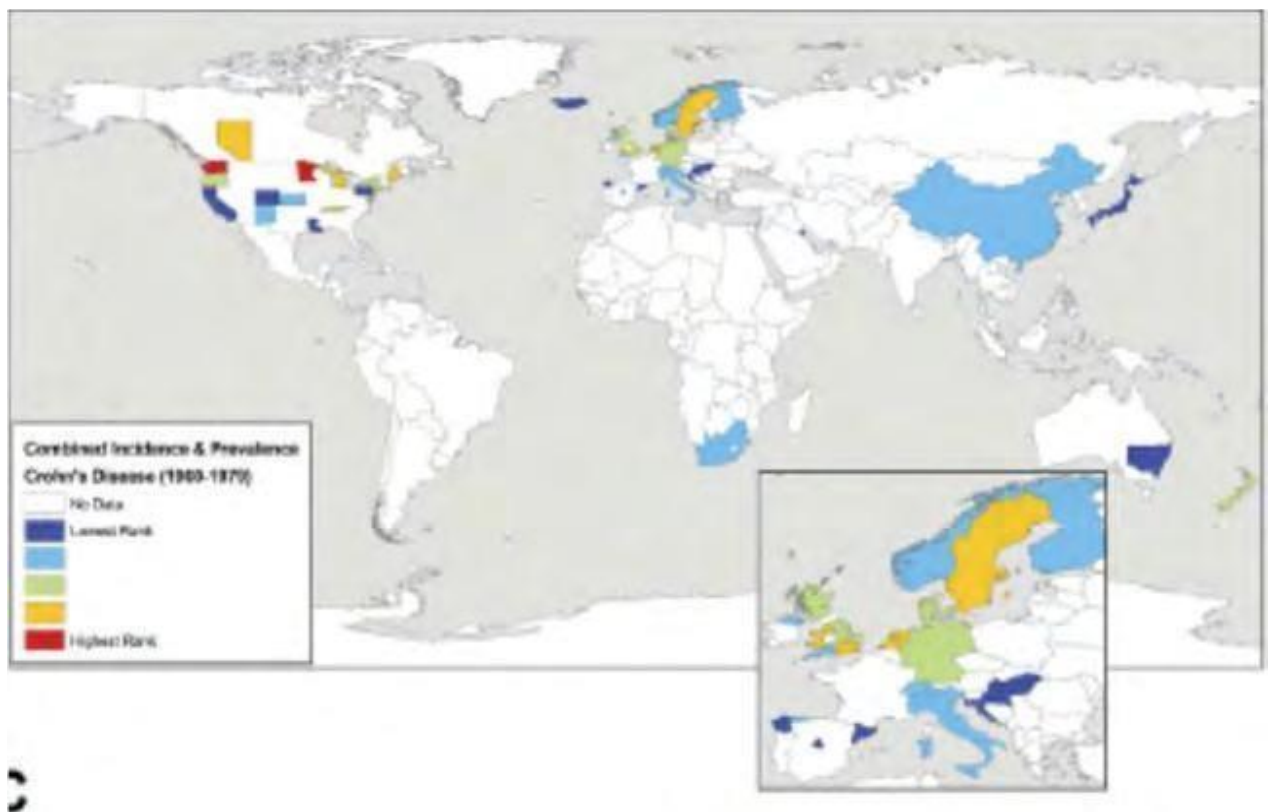 Combined Incidence & Prevalence
Crohn's Disease (1960-1979)
No Data
Lowest Rank
Highest Rank
C